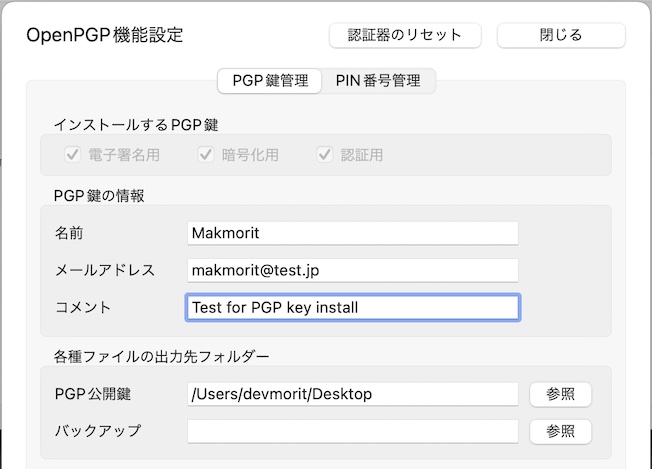 OpenPGP機能設定 認証器のリセット 閉じる
PGP鍵管理 PIN番号管理
インストールするPGP鍵
電子署名用 暗号化用 認証用
PGP鍵の情報
名前 Makmorit
メールアドレス makmorit@test.jp
コメント Test for PGP key install
各種ファイルの出力先フォルダー
PGP公開鍵 /Users/devmorit/Desktop 参照
バックアップ 参照